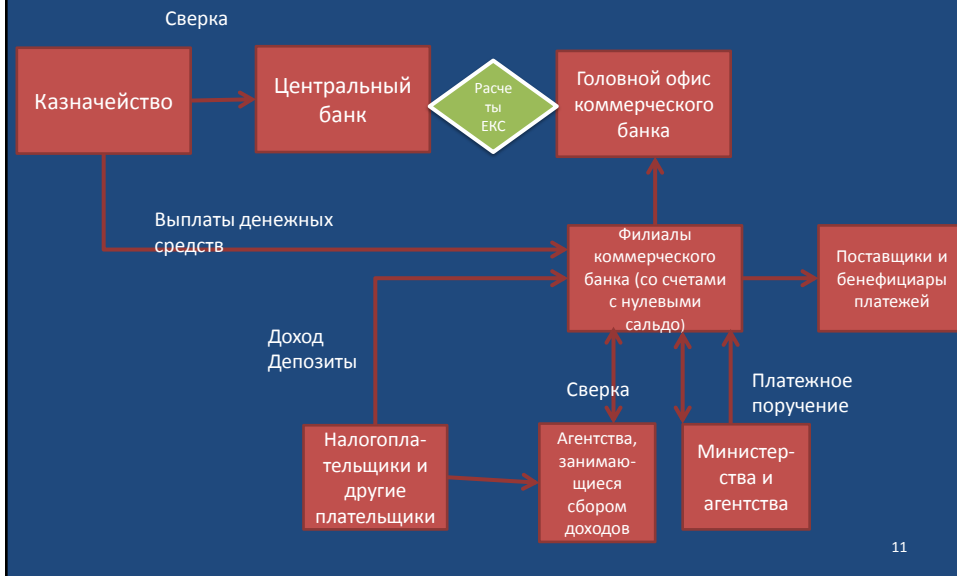 Сверка
Казначейство
Центральный
банк
Расче
ты
ЕКС
Головной офис
коммерческого
банка
Выплаты денежных
средств
Филиалы
коммерческого
банка (со счетами
с нулевыми
сальдо)
Поставщики и
бенефициары
платежей
Доход
Депозиты
Сверка
Платежное
поручение
Налогопла-
тельщики и
другие
плательщики
Агентства,
занимаю-
щиеся
сбором
доходов
Министер-
ства и
агентства
11